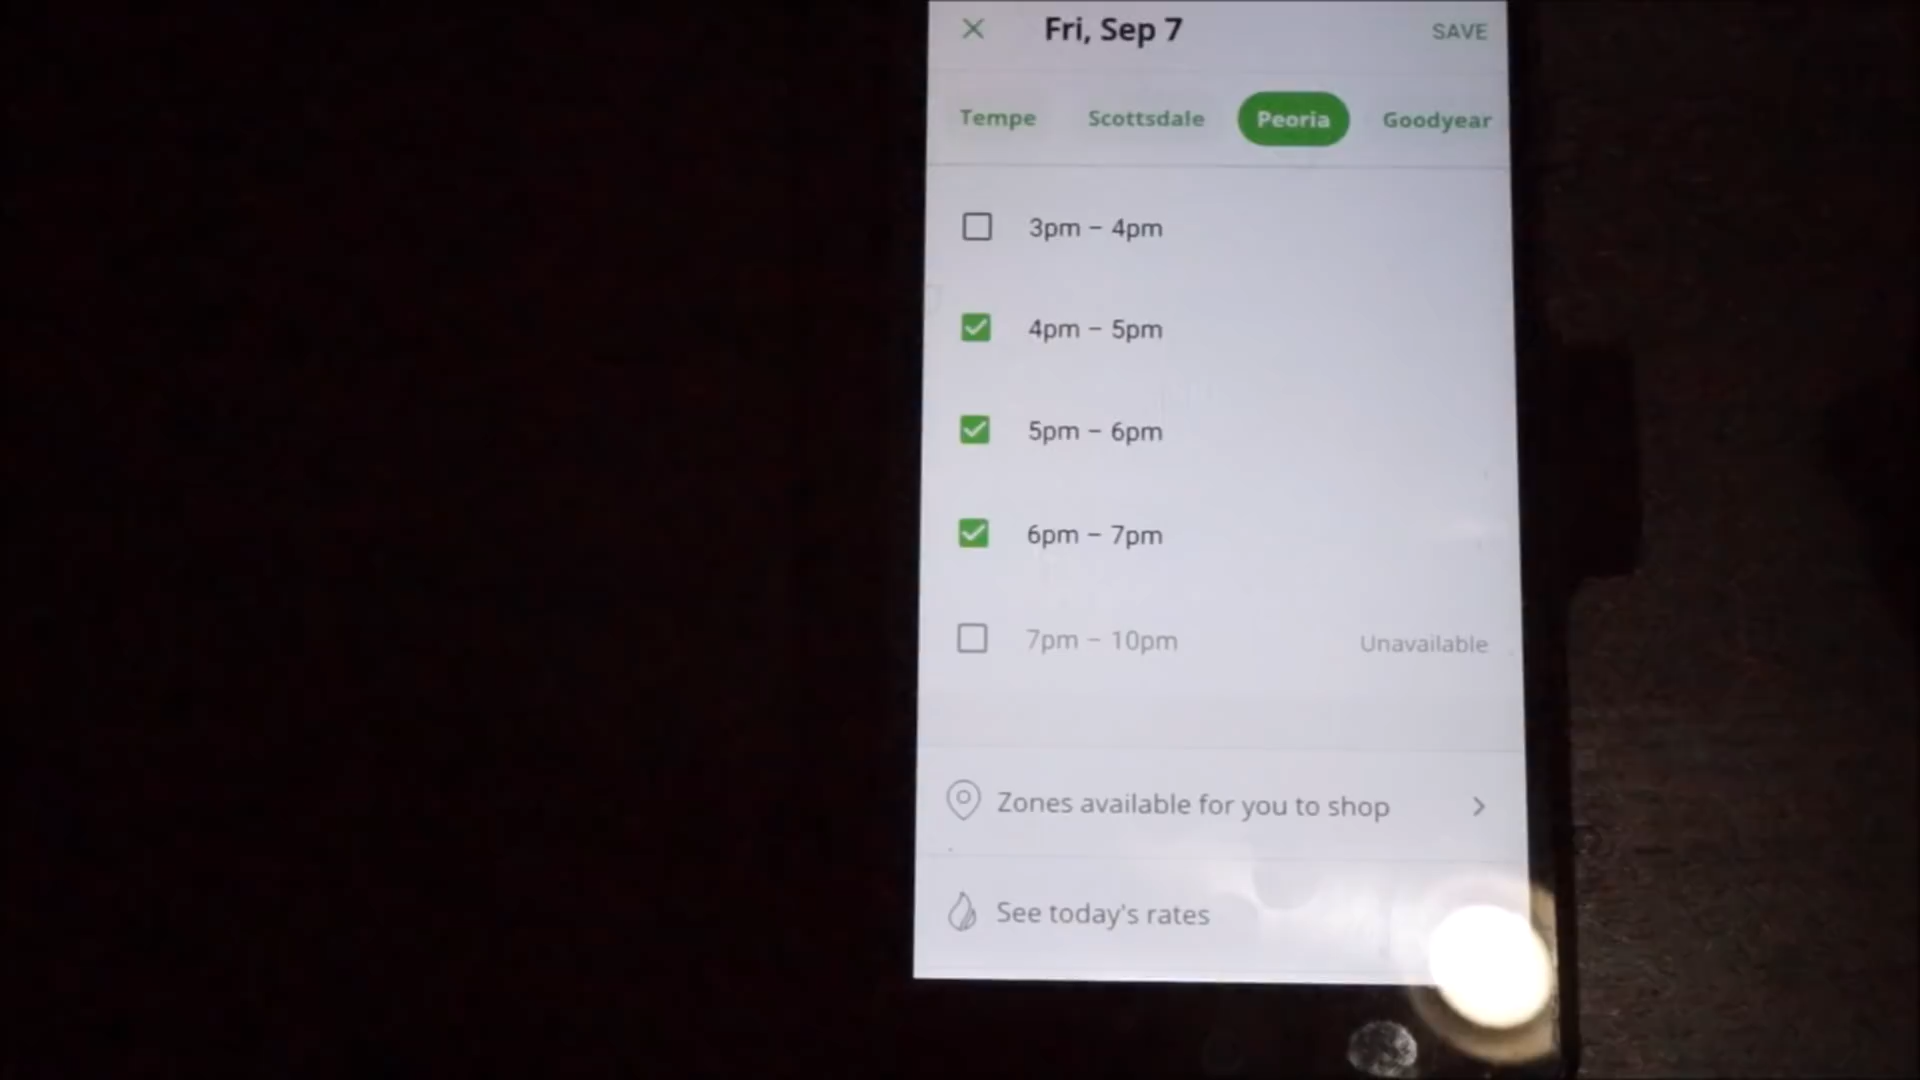 Fri, Sep 7 SAVE
Tempe Scottsdale Peoria Goodyear
3pm – 4pm
4pm – 5pm
5pm – 6pm
6pm – 7pm
7pm – 10pm Unavailable
Zones available for you to shop
See today's rates